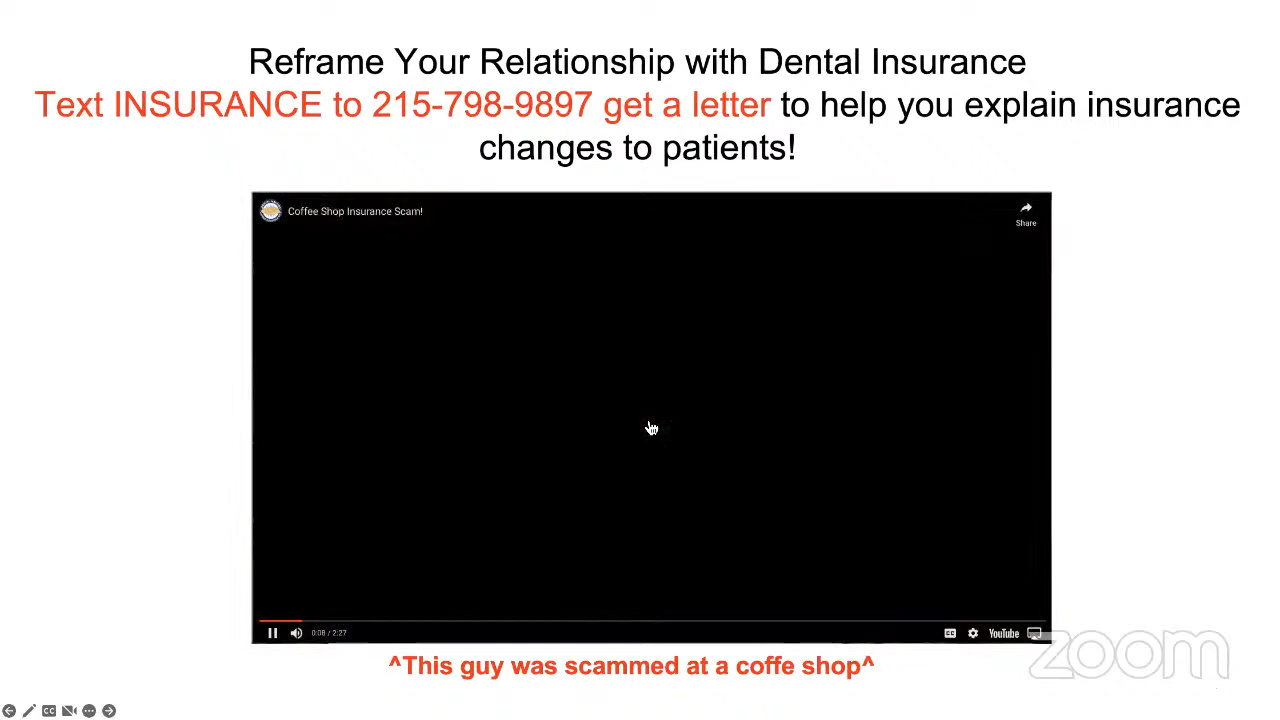 Reframe Your Relationship with Dental Insurance
Text INSURANCE to 215-798-9897 get a letter to help you explain insurance
changes to patients!
Coffee Shop Insurance Scam!
Share
0:08 / 2:27
CC
YouTube
^This guy was scammed at a coffe shop^
zoom
CC